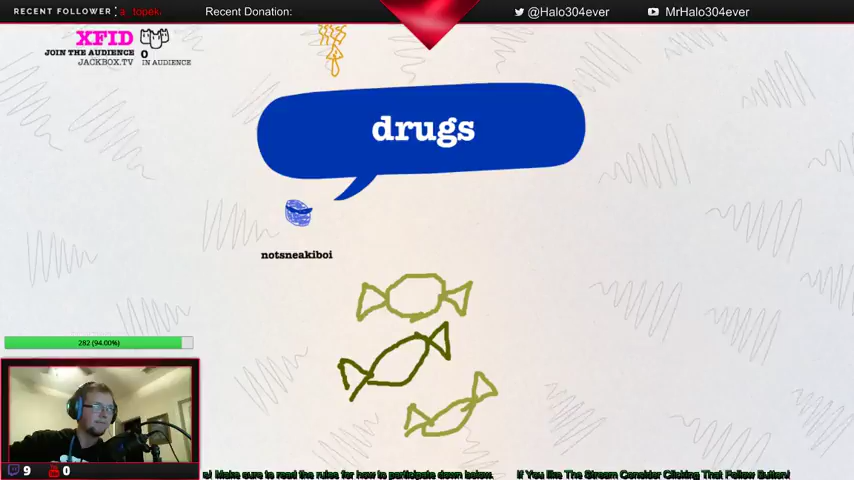 RECENT FOLLOWER: a_topek.
Recent Donation:
@Halo304ever
MrHalo304ever
XFID
JOIN THE AUDIENCE
JACKBOX.TV
0
IN AUDIENCE
drugs
notsneakiboi
282 (94.00%)
9
0
s! Make sure to read the rules for how to participate down below.
If You like The Stream Consider Clicking That Follow Button!